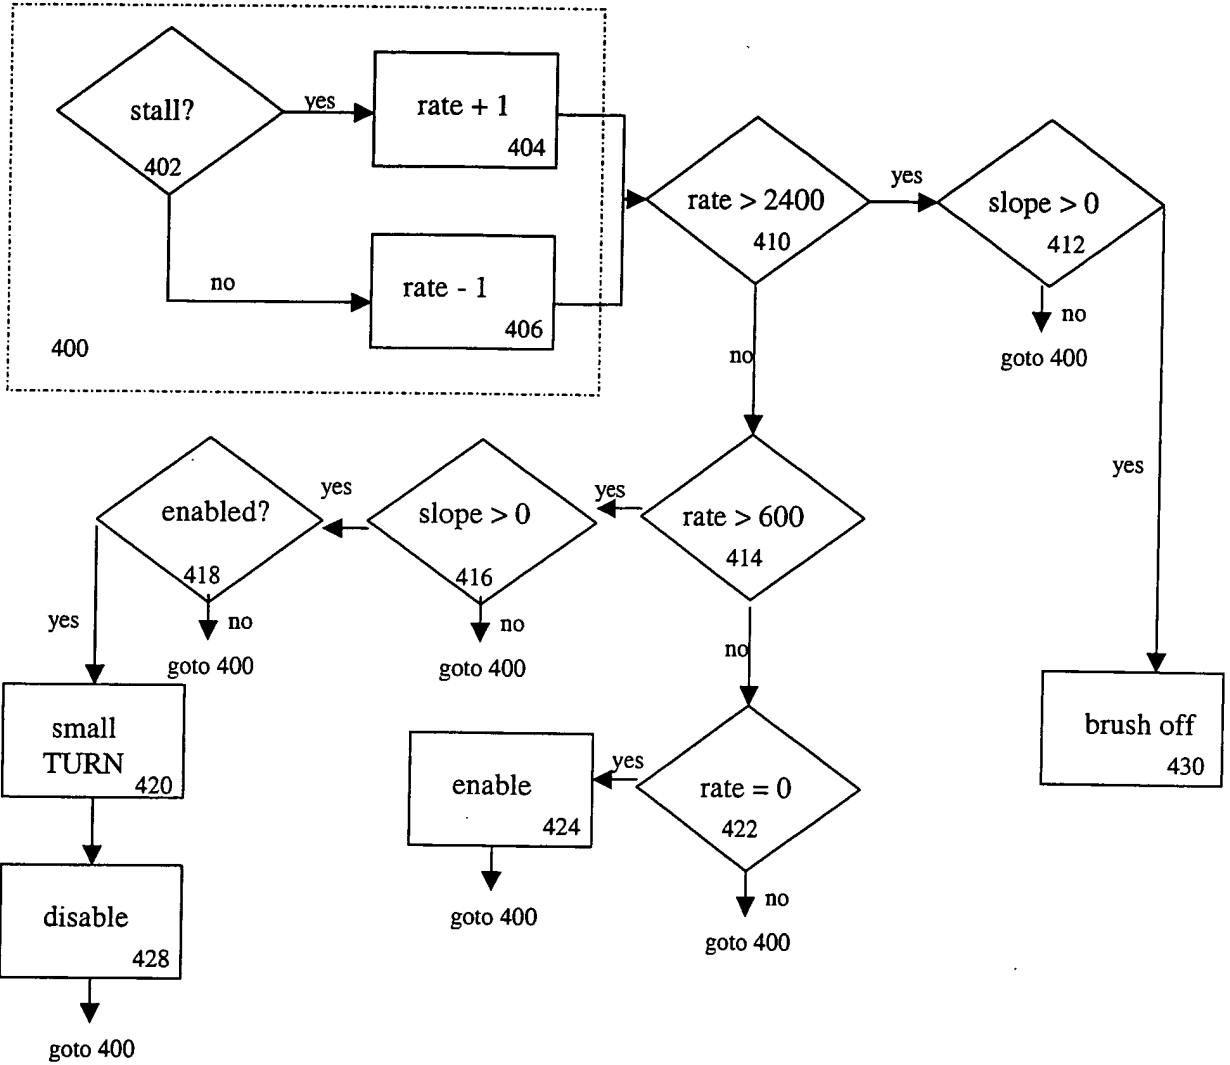 stall?
402
yes
rate + 1
404
no
rate - 1
406
400
rate > 2400
410
yes
slope > 0
412
no
goto 400
yes
no
rate > 600
414
yes
slope > 0
416
no
goto 400
yes
enabled?
418
no
goto 400
yes
small
TURN
420
disable
428
goto 400
no
rate = 0
422
yes
enable
424
goto 400
no
goto 400
brush off
430